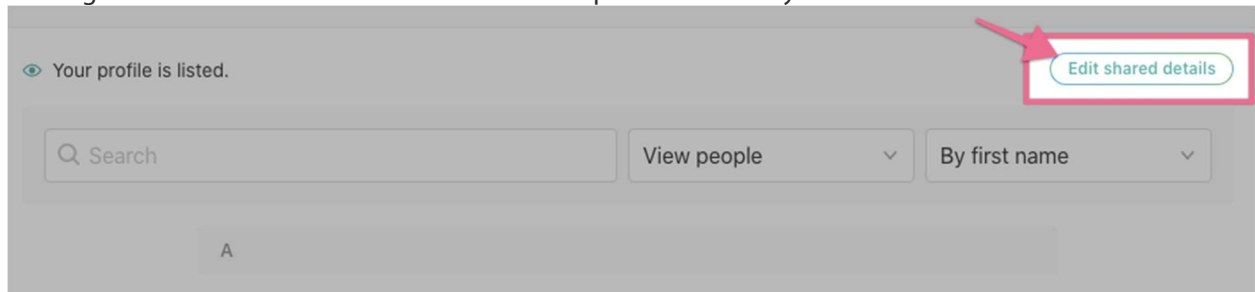 Your profile is listed.
Edit shared details
Search
View people
By first name
A